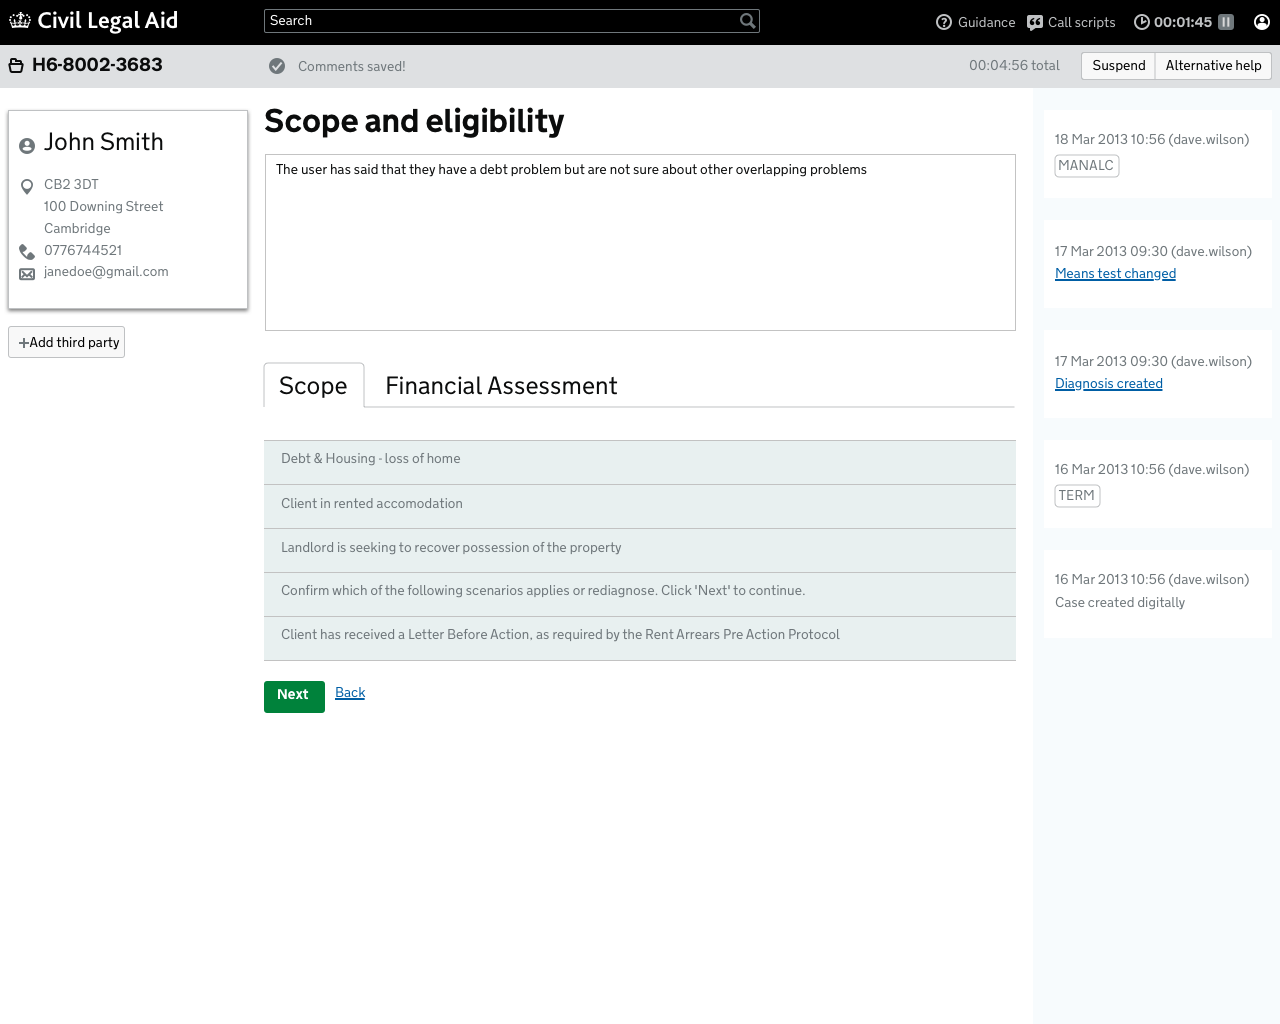 Civil Legal Aid
Search
Guidance
Call scripts
00:01:45
H6-8002-3683
Comments saved!
00:04:56 total
Suspend
Alternative help
John Smith
CB2 3DT
100 Downing Street
Cambridge
0776744521
janedoe@gmail.com
+Add third party
Scope and eligibility
The user has said that they have a debt problem but are not sure about other overlapping problems
Scope
Financial Assessment
Debt & Housing - loss of home
Client in rented accomodation
Landlord is seeking to recover possession of the property
Confirm which of the following scenarios applies or rediagnose. Click 'Next' to continue.
Client has received a Letter Before Action, as required by the Rent Arrears Pre Action Protocol
Next
Back
18 Mar 2013 10:56 (dave.wilson)
MANALC
17 Mar 2013 09:30 (dave.wilson)
Means test changed
17 Mar 2013 09:30 (dave.wilson)
Diagnosis created
16 Mar 2013 10:56 (dave.wilson)
TERM
16 Mar 2013 10:56 (dave.wilson)
Case created digitally